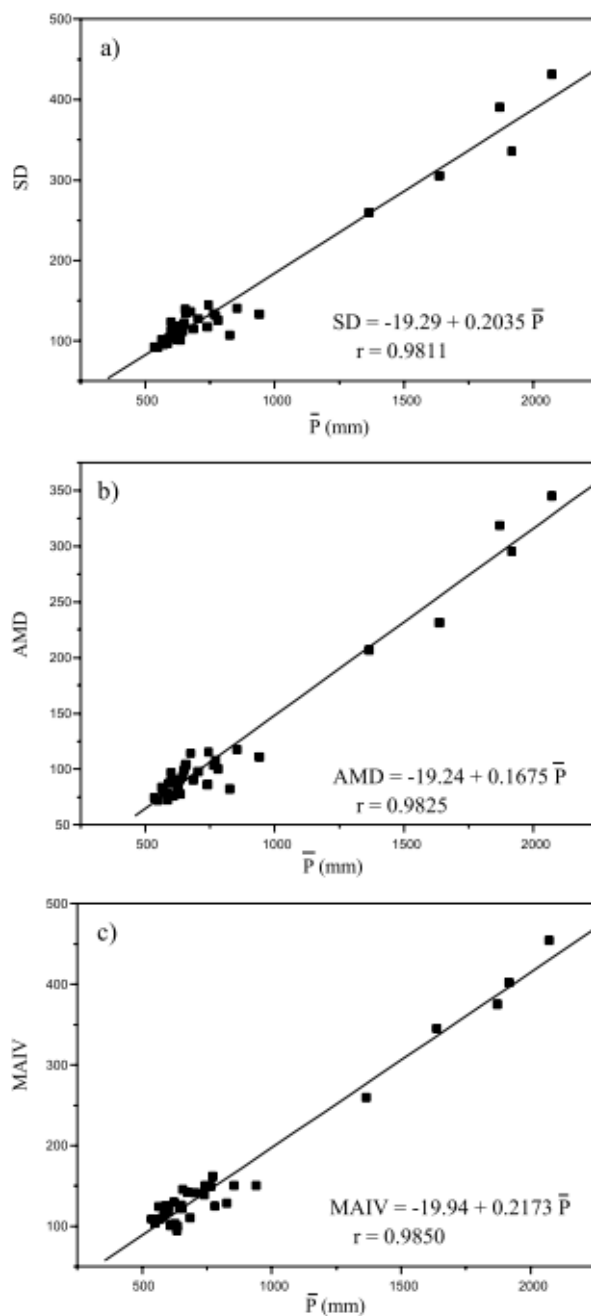 a)
500
400
300
200
100
SD
SD = -19.29 + 0.2035 P̄
r = 0.9811
500
1000
1500
2000
P̄ (mm)
b)
350
300
250
200
150
100
50
AMD
AMD = -19.24 + 0.1675 P̄
r = 0.9825
500
1000
1500
2000
P̄ (mm)
c)
500
400
300
200
100
MAIV
MAIV = -19.94 + 0.2173 P̄
r = 0.9850
500
1000
1500
2000
P̄ (mm)